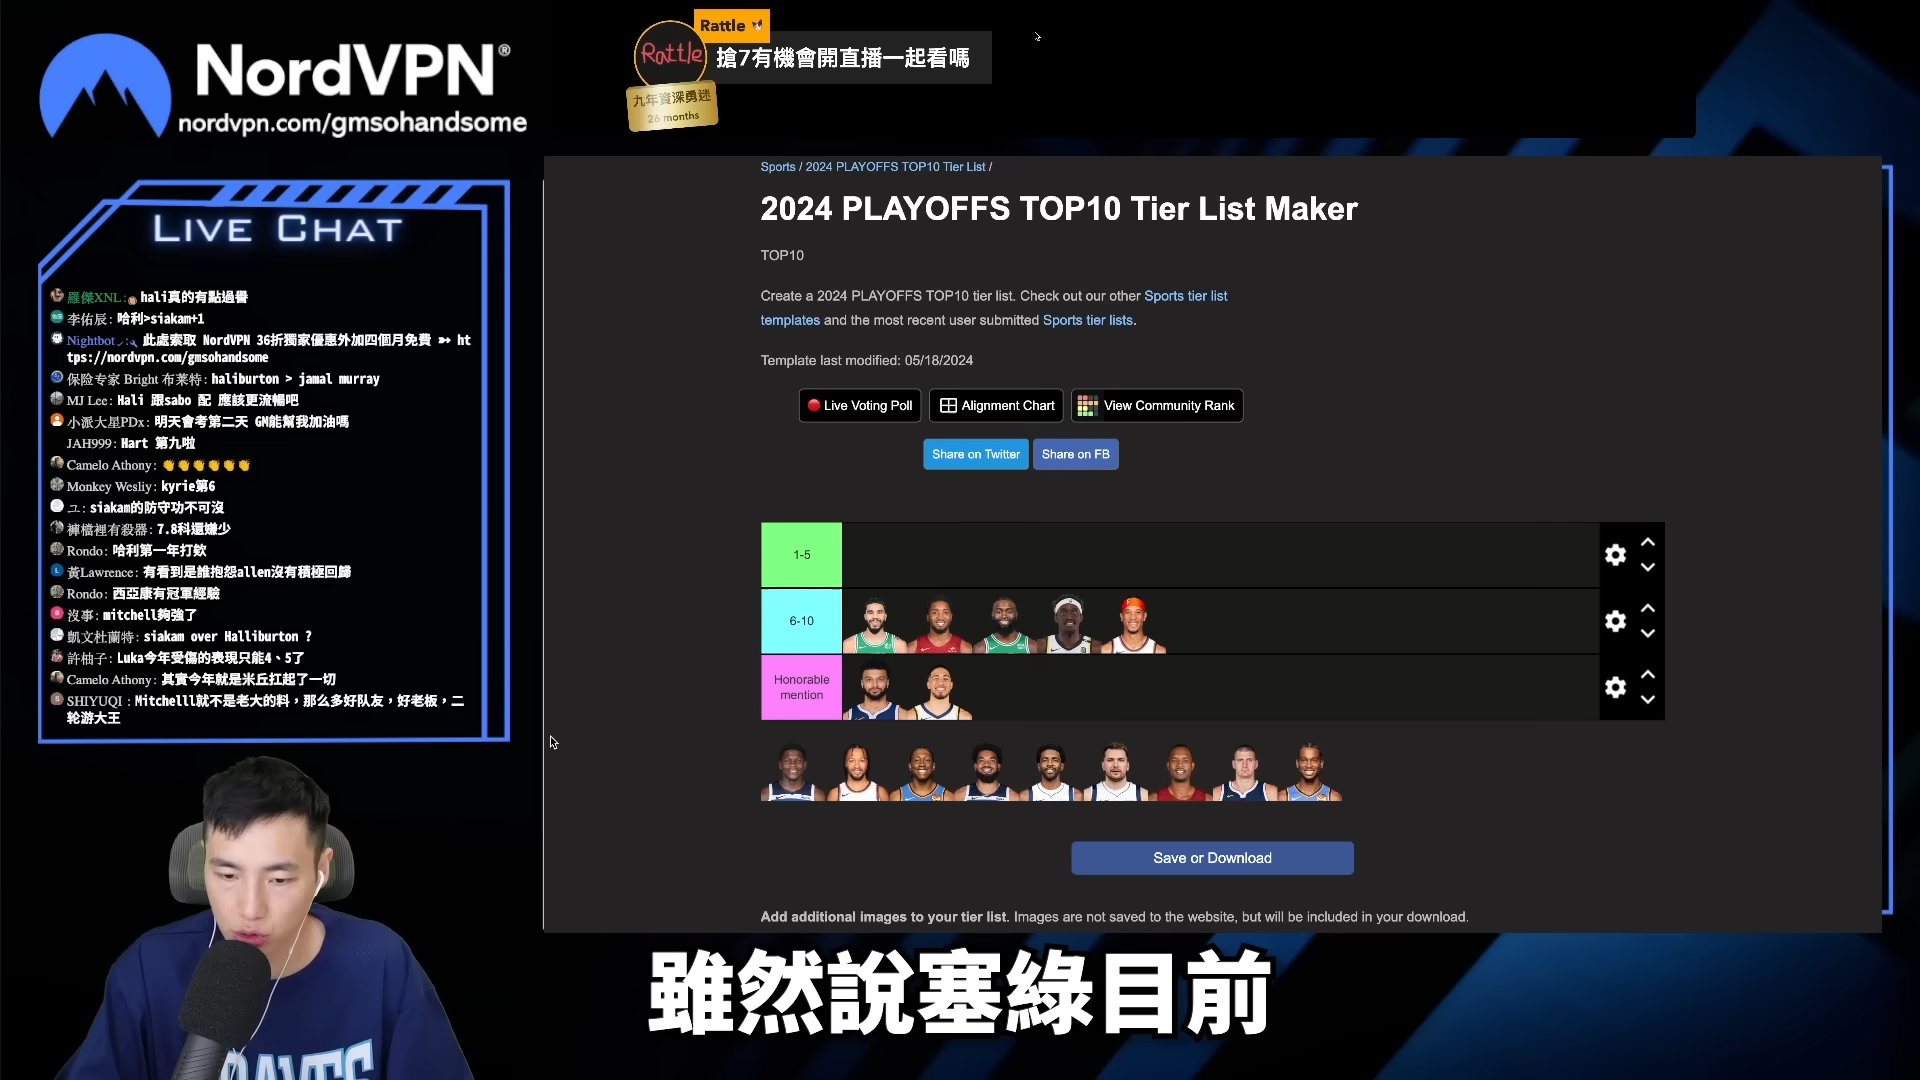 NordVPN®
nordvpn.com/gmsohandsome
Rattle
Rattle
搶7有機會開直播一起看嗎
九年資深勇迷
26 months
LIVE CHAT
羅傑XNL: hali真的有點過譽
李佑辰: 哈利>siakam+1
Nightbot: 此處索取 NordVPN 36折獨家優惠外加四個月免費 ➽ ht
tps://nordvpn.com/gmsohandsome
保险专家 Bright 布莱特: haliburton > jamal murray
MJ Lee: Hali 跟sabo 配 應該更流暢吧
小派大星PDx: 明天會考第二天 GM能幫我加油嗎
JAH999: Hart 第九啦
Camelo Athony: 👏👏👏👏👏👏
Monkey Wesliy: kyrie第6
ユ: siakam的防守功不可沒
褲襠裡有殺器: 7.8科還嫌少
Rondo: 哈利第一年打欸
黃Lawrence: 有看到是誰抱怨allen沒有積極回歸
Rondo: 西亞康有冠軍經驗
沒事: mitchell夠強了
凱文杜蘭特: siakam over Halliburton ?
許柚子: Luka今年受傷的表現只能4、5了
Camelo Athony: 其實今年就是米丘扛起了一切
SHIYUQI : Mitchelll就不是老大的料，那么多好队友，好老板，二
轮游大王
Sports / 2024 PLAYOFFS TOP10 Tier List /
2024 PLAYOFFS TOP10 Tier List Maker
TOP10
Create a 2024 PLAYOFFS TOP10 tier list. Check out our other Sports tier list
templates and the most recent user submitted Sports tier lists.
Template last modified: 05/18/2024
Live Voting Poll
Alignment Chart
View Community Rank
Share on Twitter
Share on FB
1-5
6-10
Honorable
mention
Save or Download
Add additional images to your tier list. Images are not saved to the website, but will be included in your download.
雖然說塞綠目前